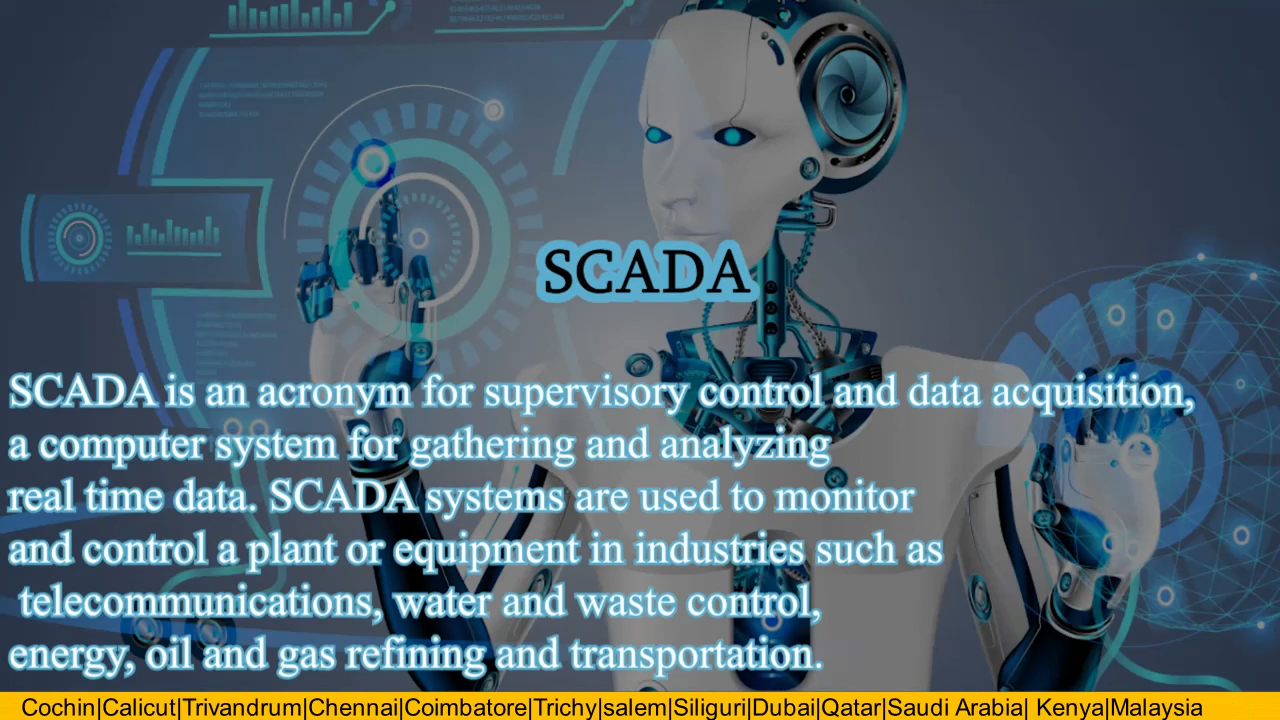 SCADA
SCADA is an acronym for supervisory control and data acquisition,
a computer system for gathering and analyzing
real time data. SCADA systems are used to monitor
and control a plant or equipment in industries such as
telecommunications, water and waste control,
energy, oil and gas refining and transportation.
Cochin|Calicut|Trivandrum|Chennai|Coimbatore|Trichy|salem|Siliguri|Dubai|Qatar|Saudi Arabia| Kenya|Malaysia